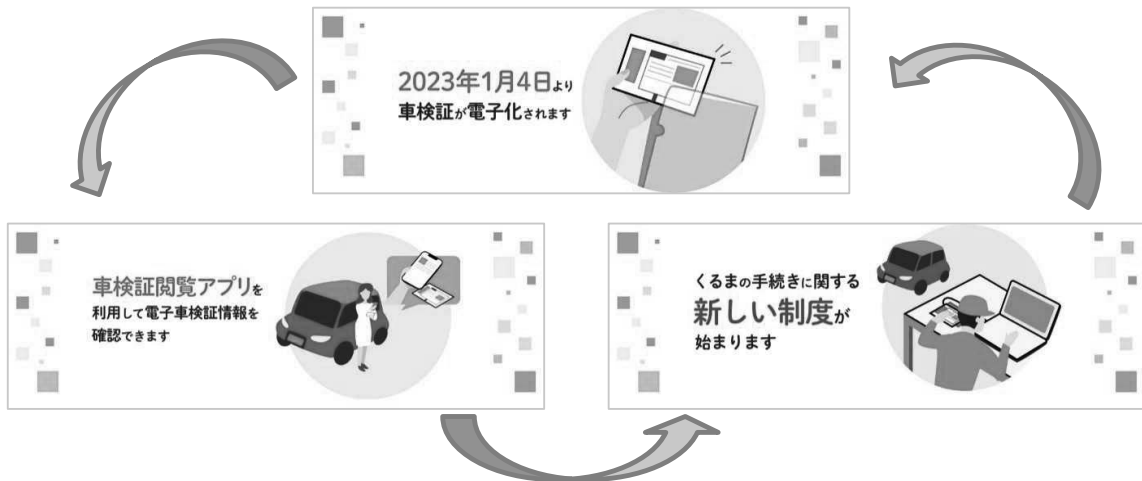 2023年1月4日より
車検証が電子化されます
車検証閲覧アプリを
利用して電子車検証情報を
確認できます
くるまの手続きに関する
新しい制度が
始まります